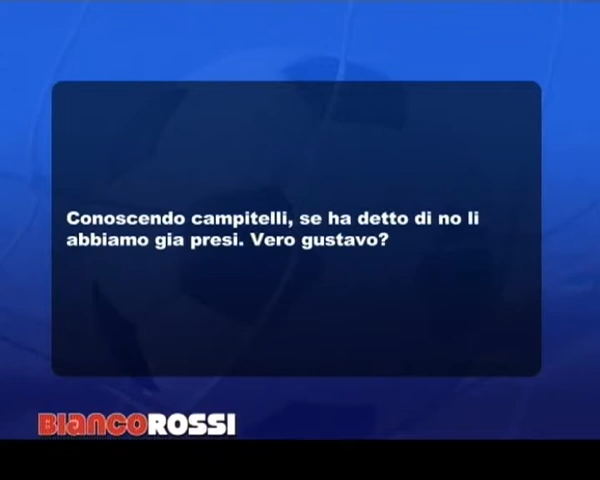 Conoscendo campitelli, se ha detto di no li
abbiamo gia presi. Vero gustavo?
BIancoROSSI